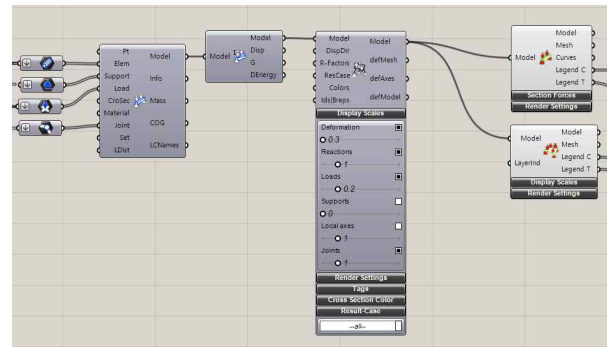 Pt
Elem
Support
Load
CroSec
Material
Joint
Set
LDist
Model
Info
Mass
COG
LCNames
Model
Model
Disp
G
DEnergy
Model
DispDir
R-Factors
ResCase
Colors
Ids|Breps
Model
defMesh
defAxes
defModel
Display Scales
Deformation
0.3
Reactions
1
Loads
0.2
Supports
0
Local axes
1
Joints
1
Render Settings
Tags
Cross Section Color
Result-Case
--all--
Model
Model
Mesh
Curves
Legend C
Legend T
Section Forces
Render Settings
Model
LayerInd
Model
Mesh
Legend C
Legend T
Display Scales
Render Settings